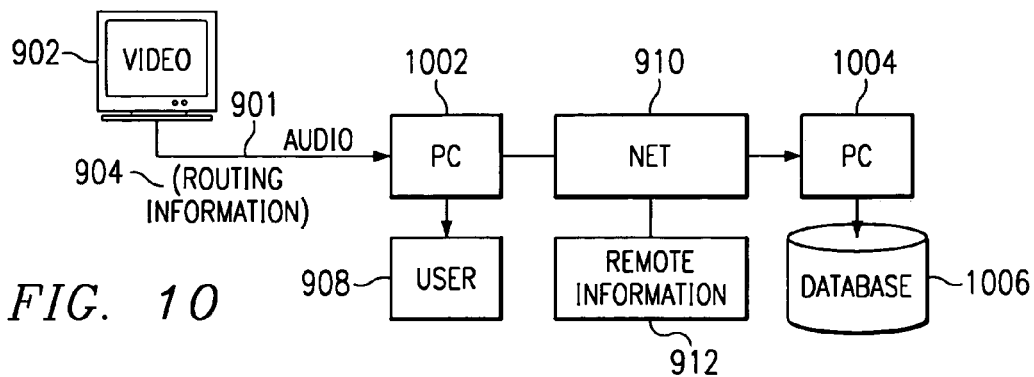 902
VIDEO
901
AUDIO
904
(ROUTING
INFORMATION)
1002
PC
910
NET
1004
PC
908
USER
REMOTE
INFORMATION
912
DATABASE
1006
FIG. 10